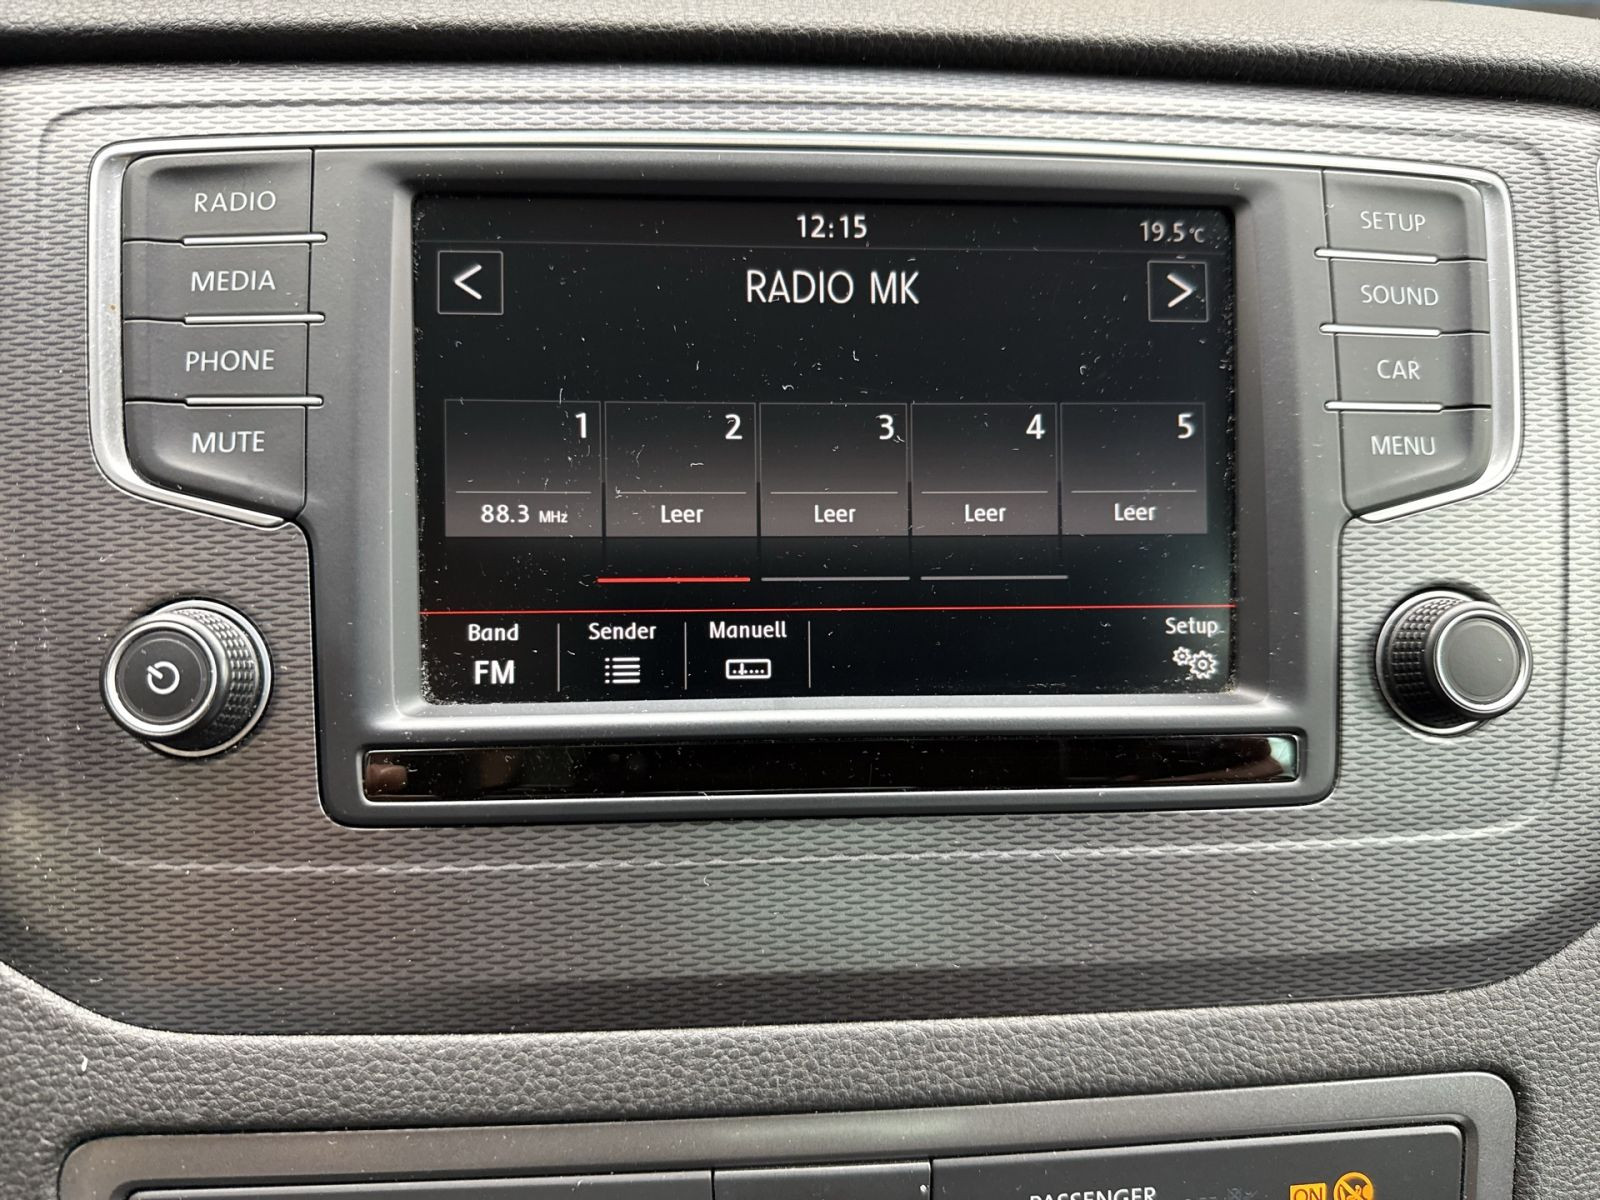 RADIO
MEDIA
PHONE
MUTE
12:15
19.5°C
<
RADIO MK
>
1
2
3
4
5
88.3 MHz
Leer
Leer
Leer
Leer
Band
FM
Sender
Manuell
Setup
SETUP
SOUND
CAR
MENU
PASSENGER
ON